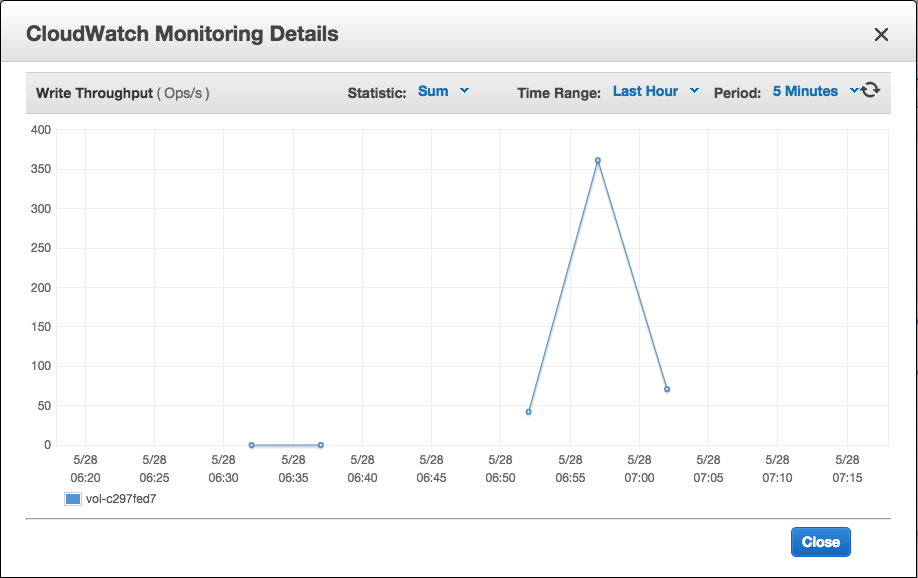 CloudWatch Monitoring Details
Write Throughput ( Ops/s ) Statistic: Sum Time Range: Last Hour Period: 5 Minutes
400
350
300
250
200
150
100
50
0
5/28 5/28 5/28 5/28 5/28 5/28 5/28 5/28 5/28 5/28 5/28 5/28
06:20 06:25 06:30 06:35 06:40 06:45 06:50 06:55 07:00 07:05 07:10 07:15
vol-c297fed7
Close